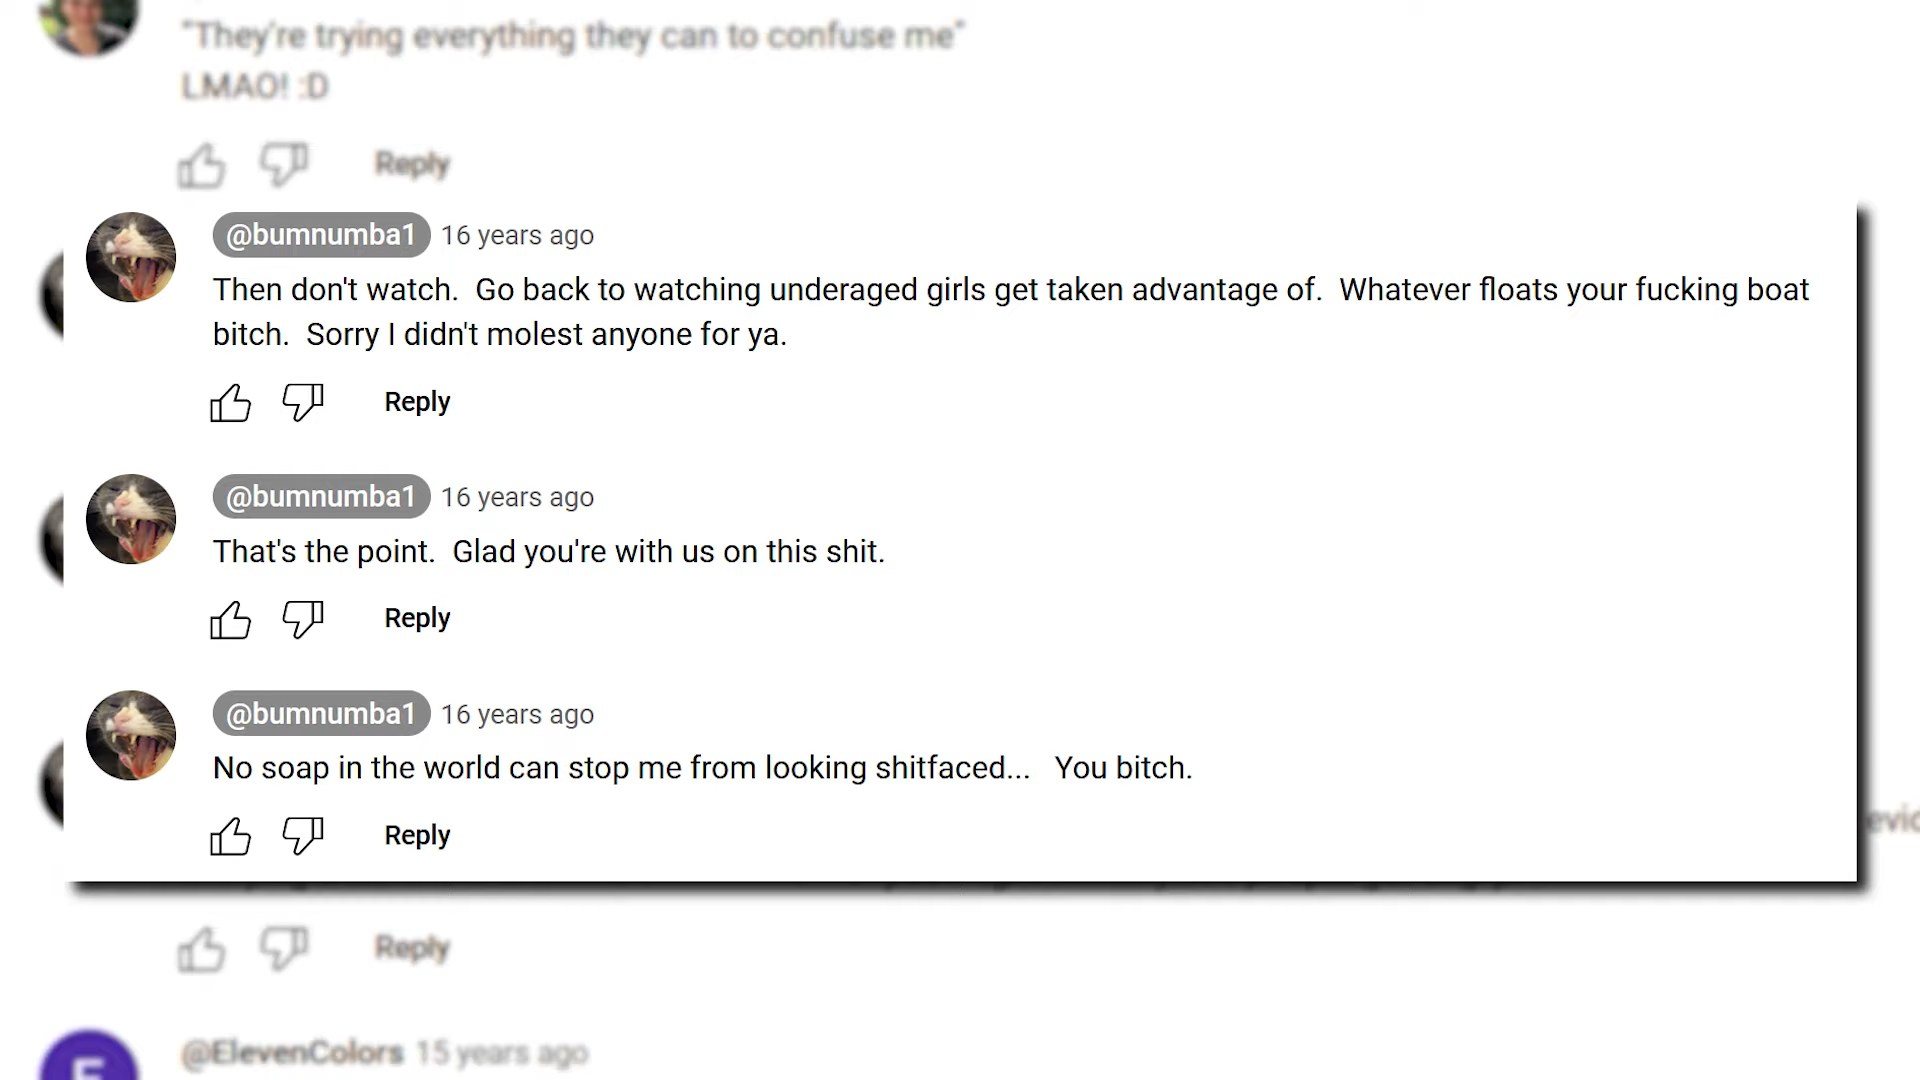 "They're trying everything they can to confuse me"
LMAO! :D
Reply
@bumnumba1 16 years ago
Then don't watch.  Go back to watching underaged girls get taken advantage of.  Whatever floats your fucking boat
bitch.  Sorry I didn't molest anyone for ya.
Reply
@bumnumba1 16 years ago
That's the point.  Glad you're with us on this shit.
Reply
@bumnumba1 16 years ago
No soap in the world can stop me from looking shitfaced...   You bitch.
Reply
Reply
@ElevenColors 15 years ago
E